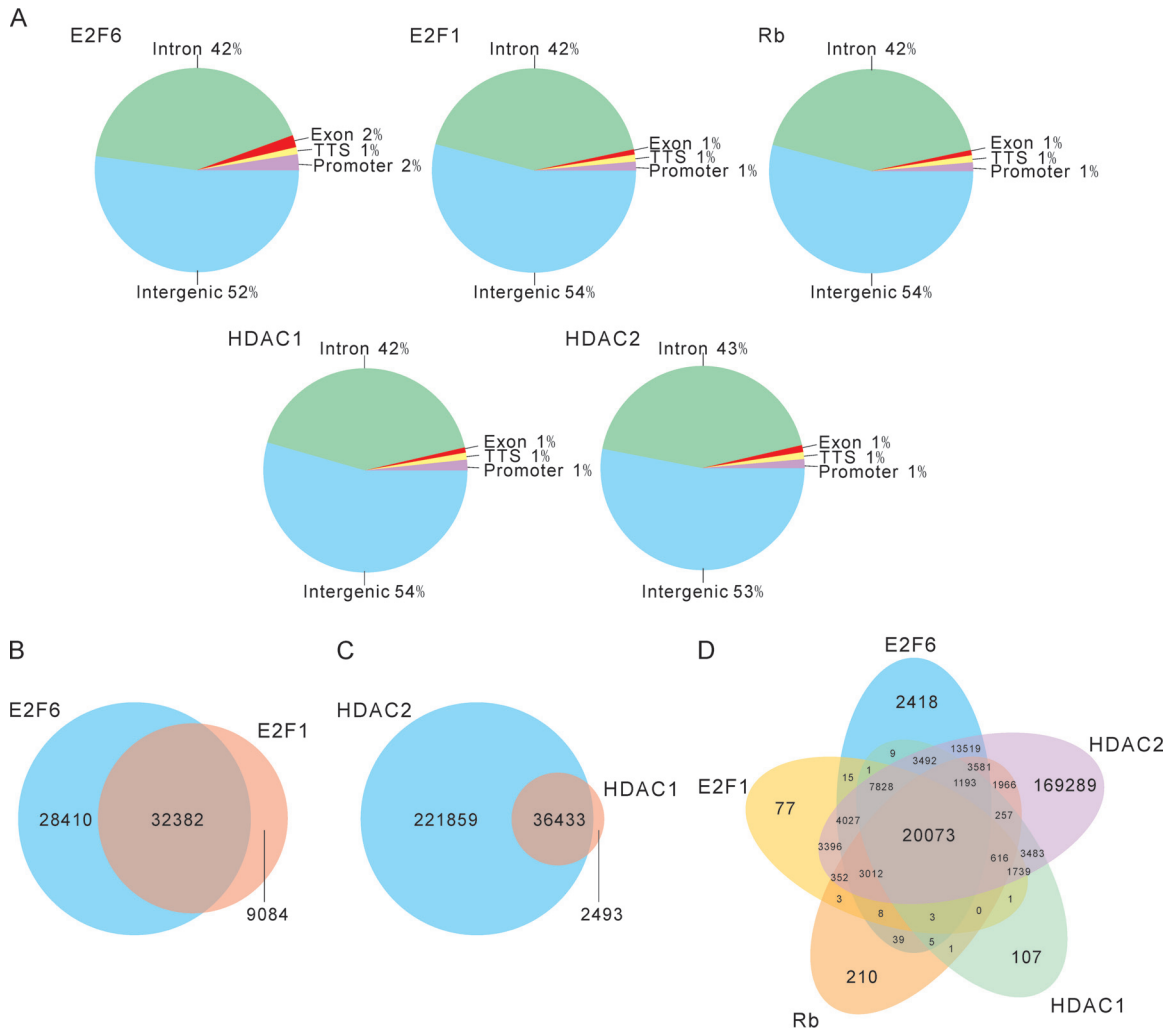 A
E2F6
E2F1
Rb
Intron 42%
Intron 42%
Intron 42%
Exon 2%
TTS 1%
Promoter 2%
Exon 1%
TTS 1%
Promoter 1%
Exon 1%
TTS 1%
Promoter 1%
Intergenic 52%
Intergenic 54%
Intergenic 54%
HDAC1
HDAC2
Intron 42%
Intron 43%
Exon 1%
TTS 1%
Promoter 1%
Exon 1%
TTS 1%
Promoter 1%
Intergenic 54%
Intergenic 53%
B
E2F6
E2F1
28410
32382
9084
C
HDAC2
HDAC1
221859
36433
2493
D
E2F6
2418
HDAC2
13519
9
3492
3581
1
1966
169289
E2F1
15
7828
1193
77
257
4027
20073
3396
616
3483
352
3012
1739
3
1
8
3
0
39
5
1
210
107
Rb
HDAC1